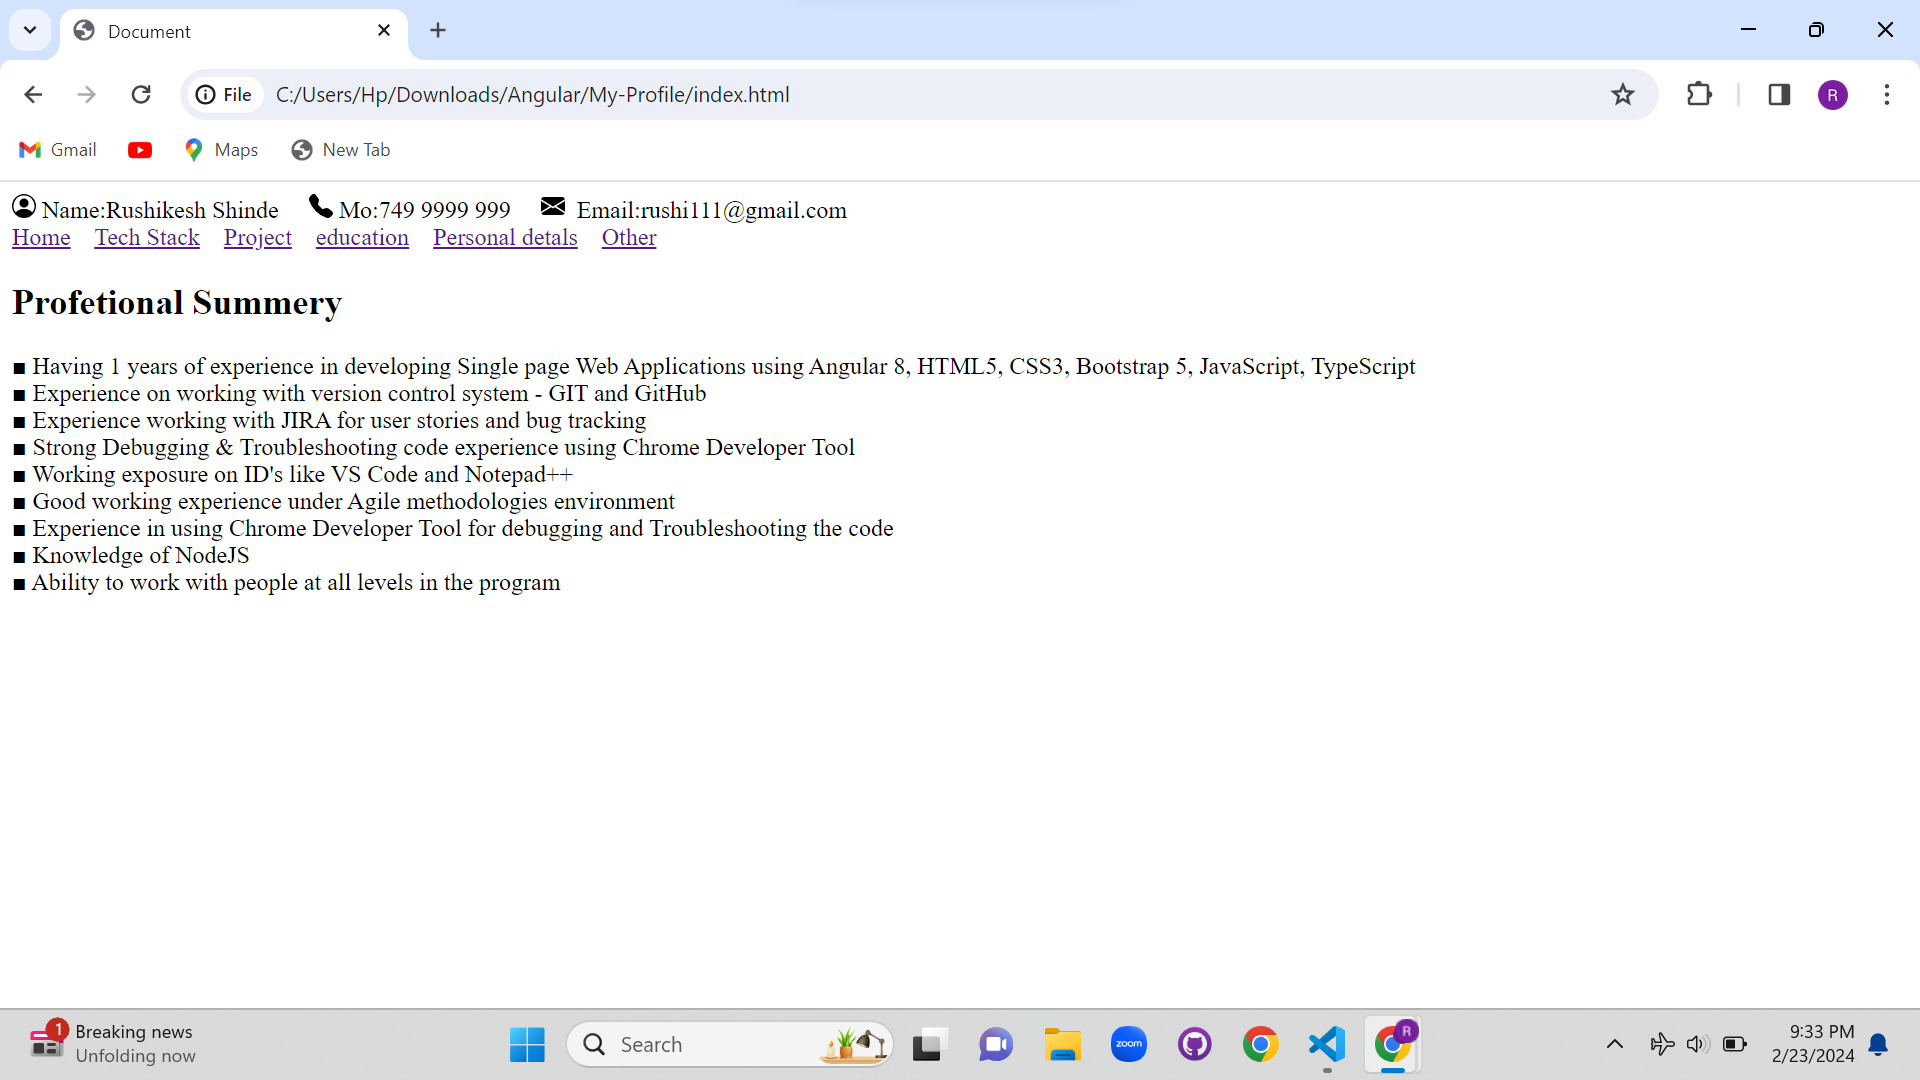 Document
File C:/Users/Hp/Downloads/Angular/My-Profile/index.html
R
Gmail Maps New Tab
Name:Rushikesh Shinde Mo:749 9999 999 Email:rushi111@gmail.com
Home Tech Stack Project education Personal detals Other
Profetional Summery
■ Having 1 years of experience in developing Single page Web Applications using Angular 8, HTML5, CSS3, Bootstrap 5, JavaScript, TypeScript
■ Experience on working with version control system - GIT and GitHub
■ Experience working with JIRA for user stories and bug tracking
■ Strong Debugging & Troubleshooting code experience using Chrome Developer Tool
■ Working exposure on ID's like VS Code and Notepad++
■ Good working experience under Agile methodologies environment
■ Experience in using Chrome Developer Tool for debugging and Troubleshooting the code
■ Knowledge of NodeJS
■ Ability to work with people at all levels in the program
1
Breaking news
Unfolding now
Search
zoom
R
9:33 PM
2/23/2024